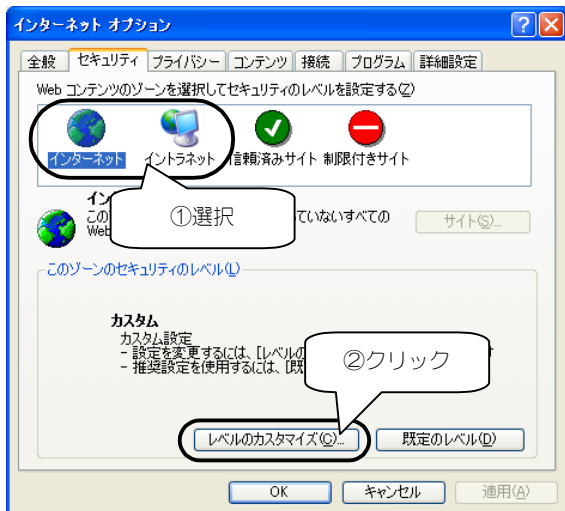 インターネット オプション
全般 セキュリティ プライバシー コンテンツ 接続 プログラム 詳細設定
Web コンテンツのゾーンを選択してセキュリティのレベルを設定する(Z)
インターネット イントラネット 信頼済みサイト 制限付きサイト
①選択
イン
この ていないすべての
Web
サイト(S)...
このゾーンのセキュリティのレベル(L)
カスタム
カスタム設定
- 設定を変更するには、[レベルの
- 推奨設定を使用するには、[既
②クリック
レベルのカスタマイズ(C)... 既定のレベル(D)
OK キャンセル 適用(A)